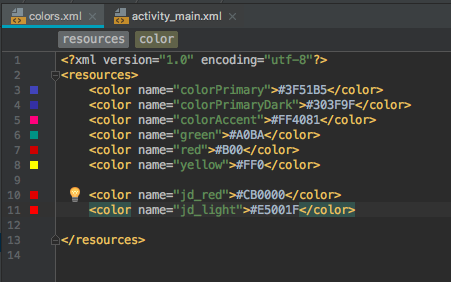 colors.xml × activity_main.xml ×
resources color
1 <?xml version="1.0" encoding="utf-8"?>
2 <resources>
3 <color name="colorPrimary">#3F51B5</color>
4 <color name="colorPrimaryDark">#303F9F</color>
5 <color name="colorAccent">#FF4081</color>
6 <color name="green">#A0BA</color>
7 <color name="red">#B00</color>
8 <color name="yellow">#FF0</color>
9
10 <color name="jd_red">#CB0000</color>
11 <color name="jd_light">#E5001F</color>
12
13 </resources>
14